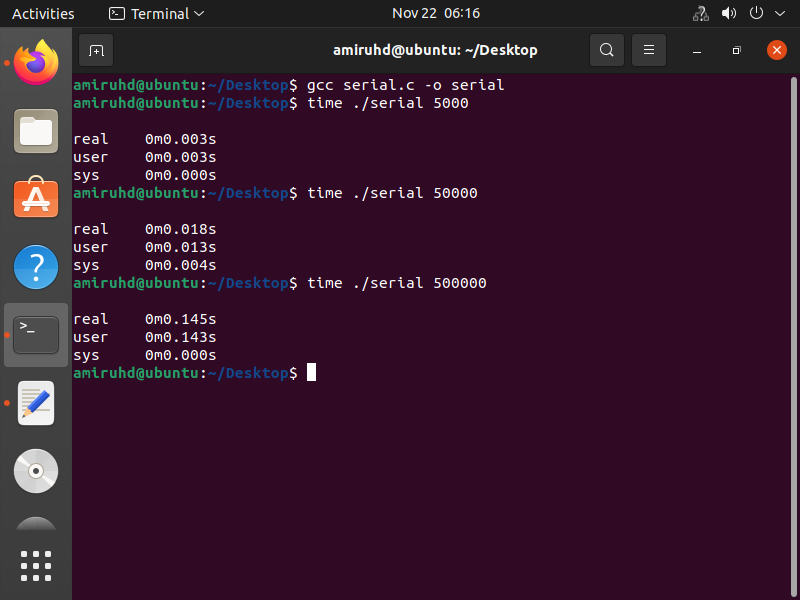 Activities
Terminal
Nov 22 06:16
amiruhd@ubuntu: ~/Desktop
amiruhd@ubuntu:~/Desktop$ gcc serial.c -o serial
amiruhd@ubuntu:~/Desktop$ time ./serial 5000
real 0m0.003s
user 0m0.003s
sys 0m0.000s
amiruhd@ubuntu:~/Desktop$ time ./serial 50000
real 0m0.018s
user 0m0.013s
sys 0m0.004s
amiruhd@ubuntu:~/Desktop$ time ./serial 500000
real 0m0.145s
user 0m0.143s
sys 0m0.000s
amiruhd@ubuntu:~/Desktop$